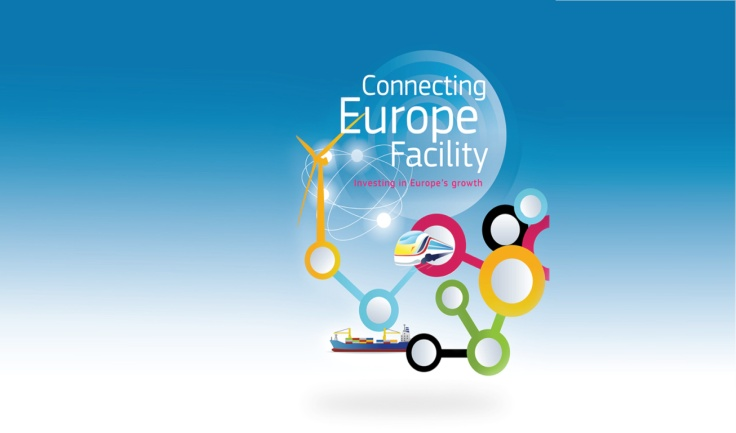 Connecting
Europe
Facility
Investing in Europe's growth